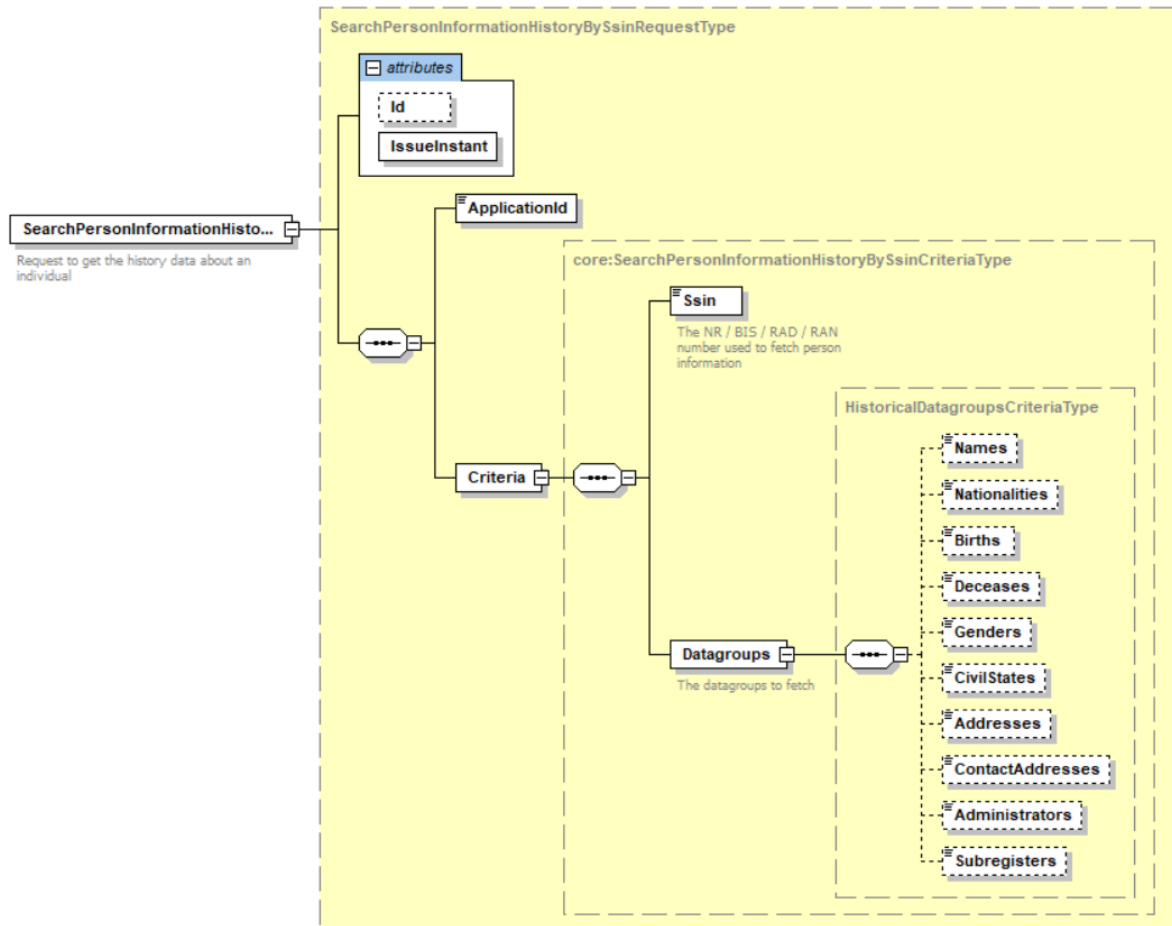 SearchPersonInformationHistoryBySsinRequestType
attributes
Id
IssueInstant
ApplicationId
SearchPersonInformationHisto...
Request to get the history data about an
individual
core:SearchPersonInformationHistoryBySsinCriteriaType
Ssin
The NR / BIS / RAD / RAN
number used to fetch person
information
HistoricalDatagroupsCriteriaType
Names
Criteria
Nationalities
Births
Deceases
Genders
Datagroups
The datagroups to fetch
CivilStates
Addresses
ContactAddresses
Administrators
Subregisters